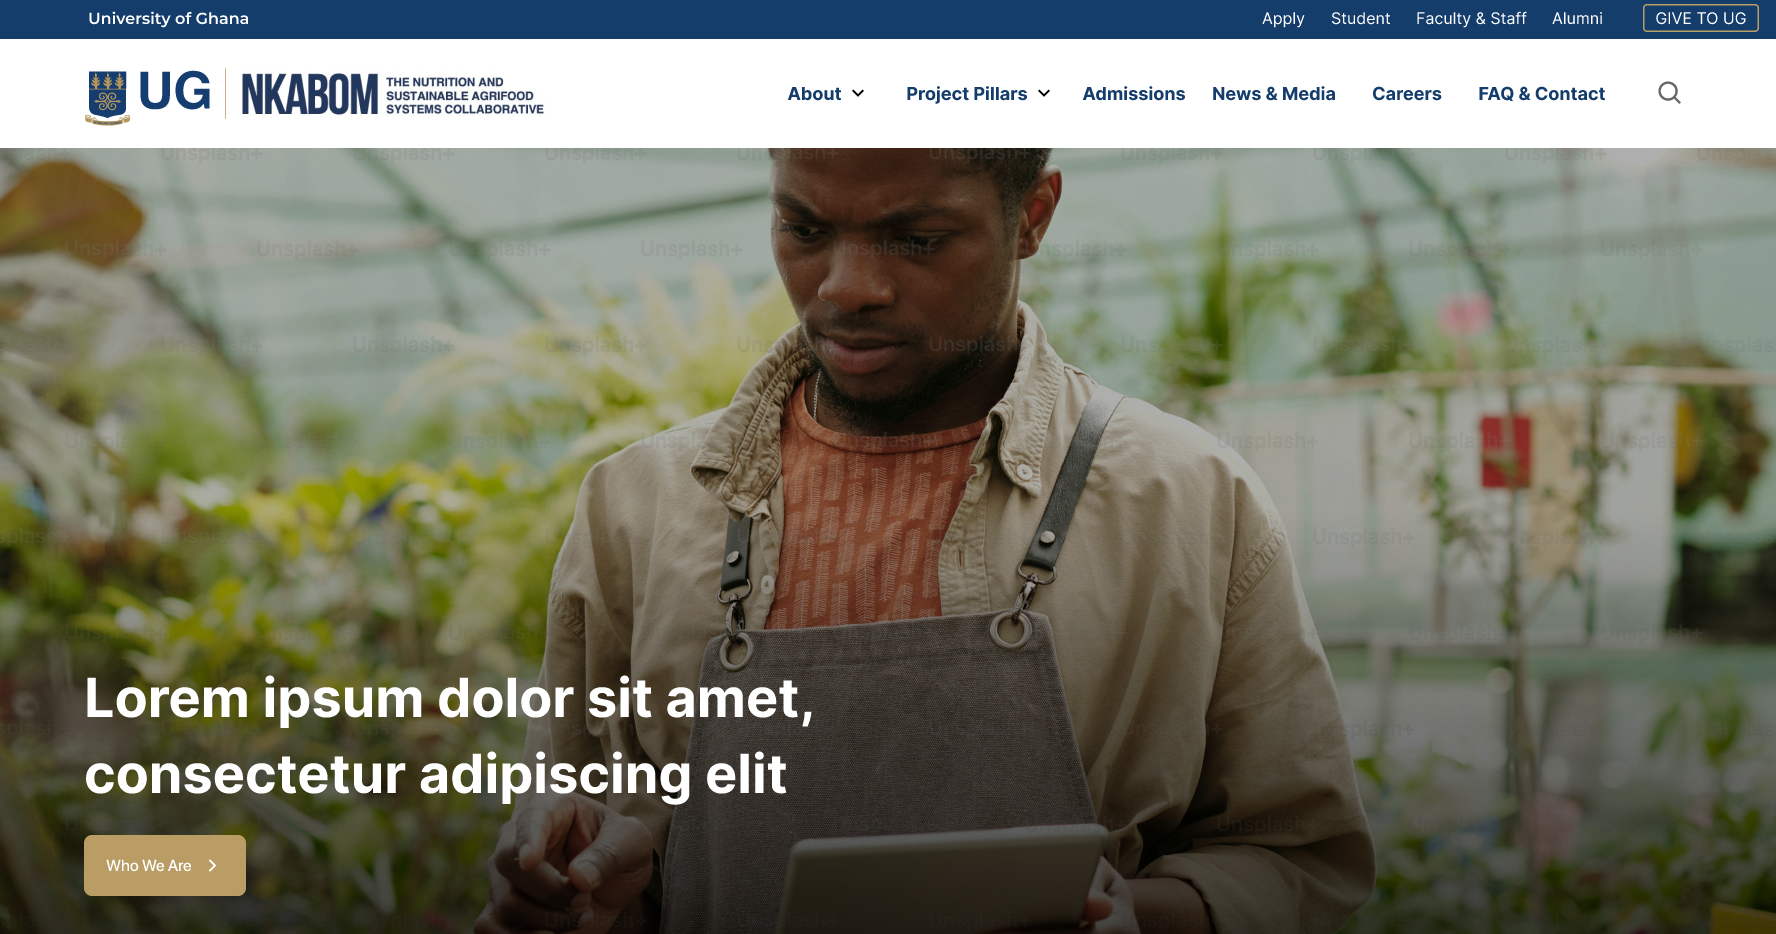 University of Ghana
Apply Student Faculty & Staff Alumni GIVE TO UG
UG
NKABOM
THE NUTRITION AND
SUSTAINABLE AGRIFOOD
SYSTEMS COLLABORATIVE
About Project Pillars Admissions News & Media Careers FAQ & Contact
Unsplash+
Lorem ipsum dolor sit amet,
consectetur adipiscing elit
Who We Are